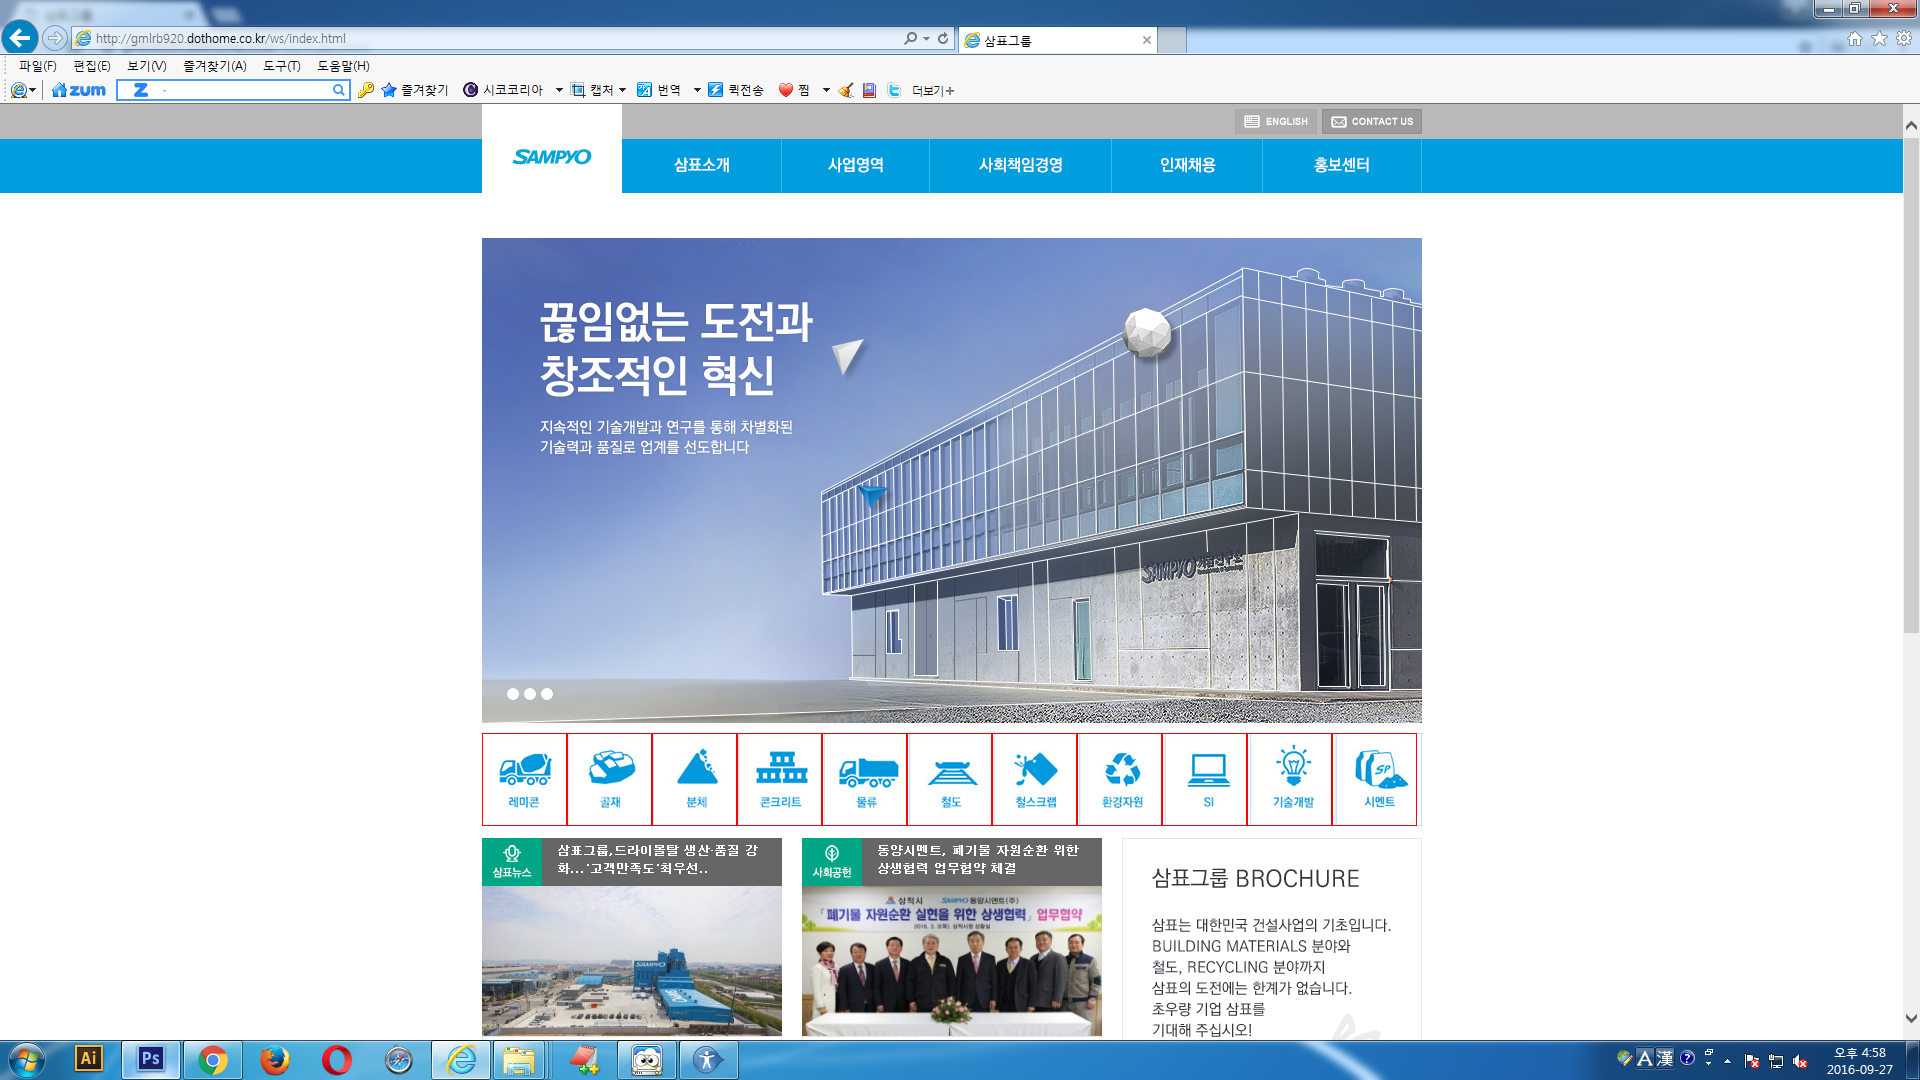 http://gmlrb920.dothome.co.kr/ws/index.html
삼표그룹
파일(F) 편집(E) 보기(V) 즐겨찾기(A) 도구(T) 도움말(H)
zum
Z
즐겨찾기 시코코리아 캡처 번역 퀵전송 찜 더보기+
ENGLISH CONTACT US
SAMPYO 삼표소개 사업영역 사회책임경영 인재채용 홍보센터
끊임없는 도전과
창조적인 혁신
지속적인 기술개발과 연구를 통해 차별화된
기술력과 품질로 업계를 선도합니다
SAMPYO
레미콘 골재 분체 콘크리트 물류 철도 철스크랩 환경자원 SI 기술개발 시멘트
SP
삼표뉴스
삼표그룹,드라이몰탈 생산·품질 강
화...'고객만족도'최우선..
SAMPYO
사회공헌
동양시멘트, 폐기물 자원순환 위한
상생협력 업무협약 체결
삼척시 SAMPYO 동양시멘트(주)
『폐기물 자원순환 실현을 위한 상생협력』 업무협약
삼표그룹 BROCHURE
삼표는 대한민국 건설사업의 기초입니다.
BUILDING MATERIALS 분야와
철도, RECYCLING 분야까지
삼표의 도전에는 한계가 없습니다.
초우량 기업 삼표를
기대해 주십시오!
Ai Ps
A 漢
오후 4:58
2016-09-27